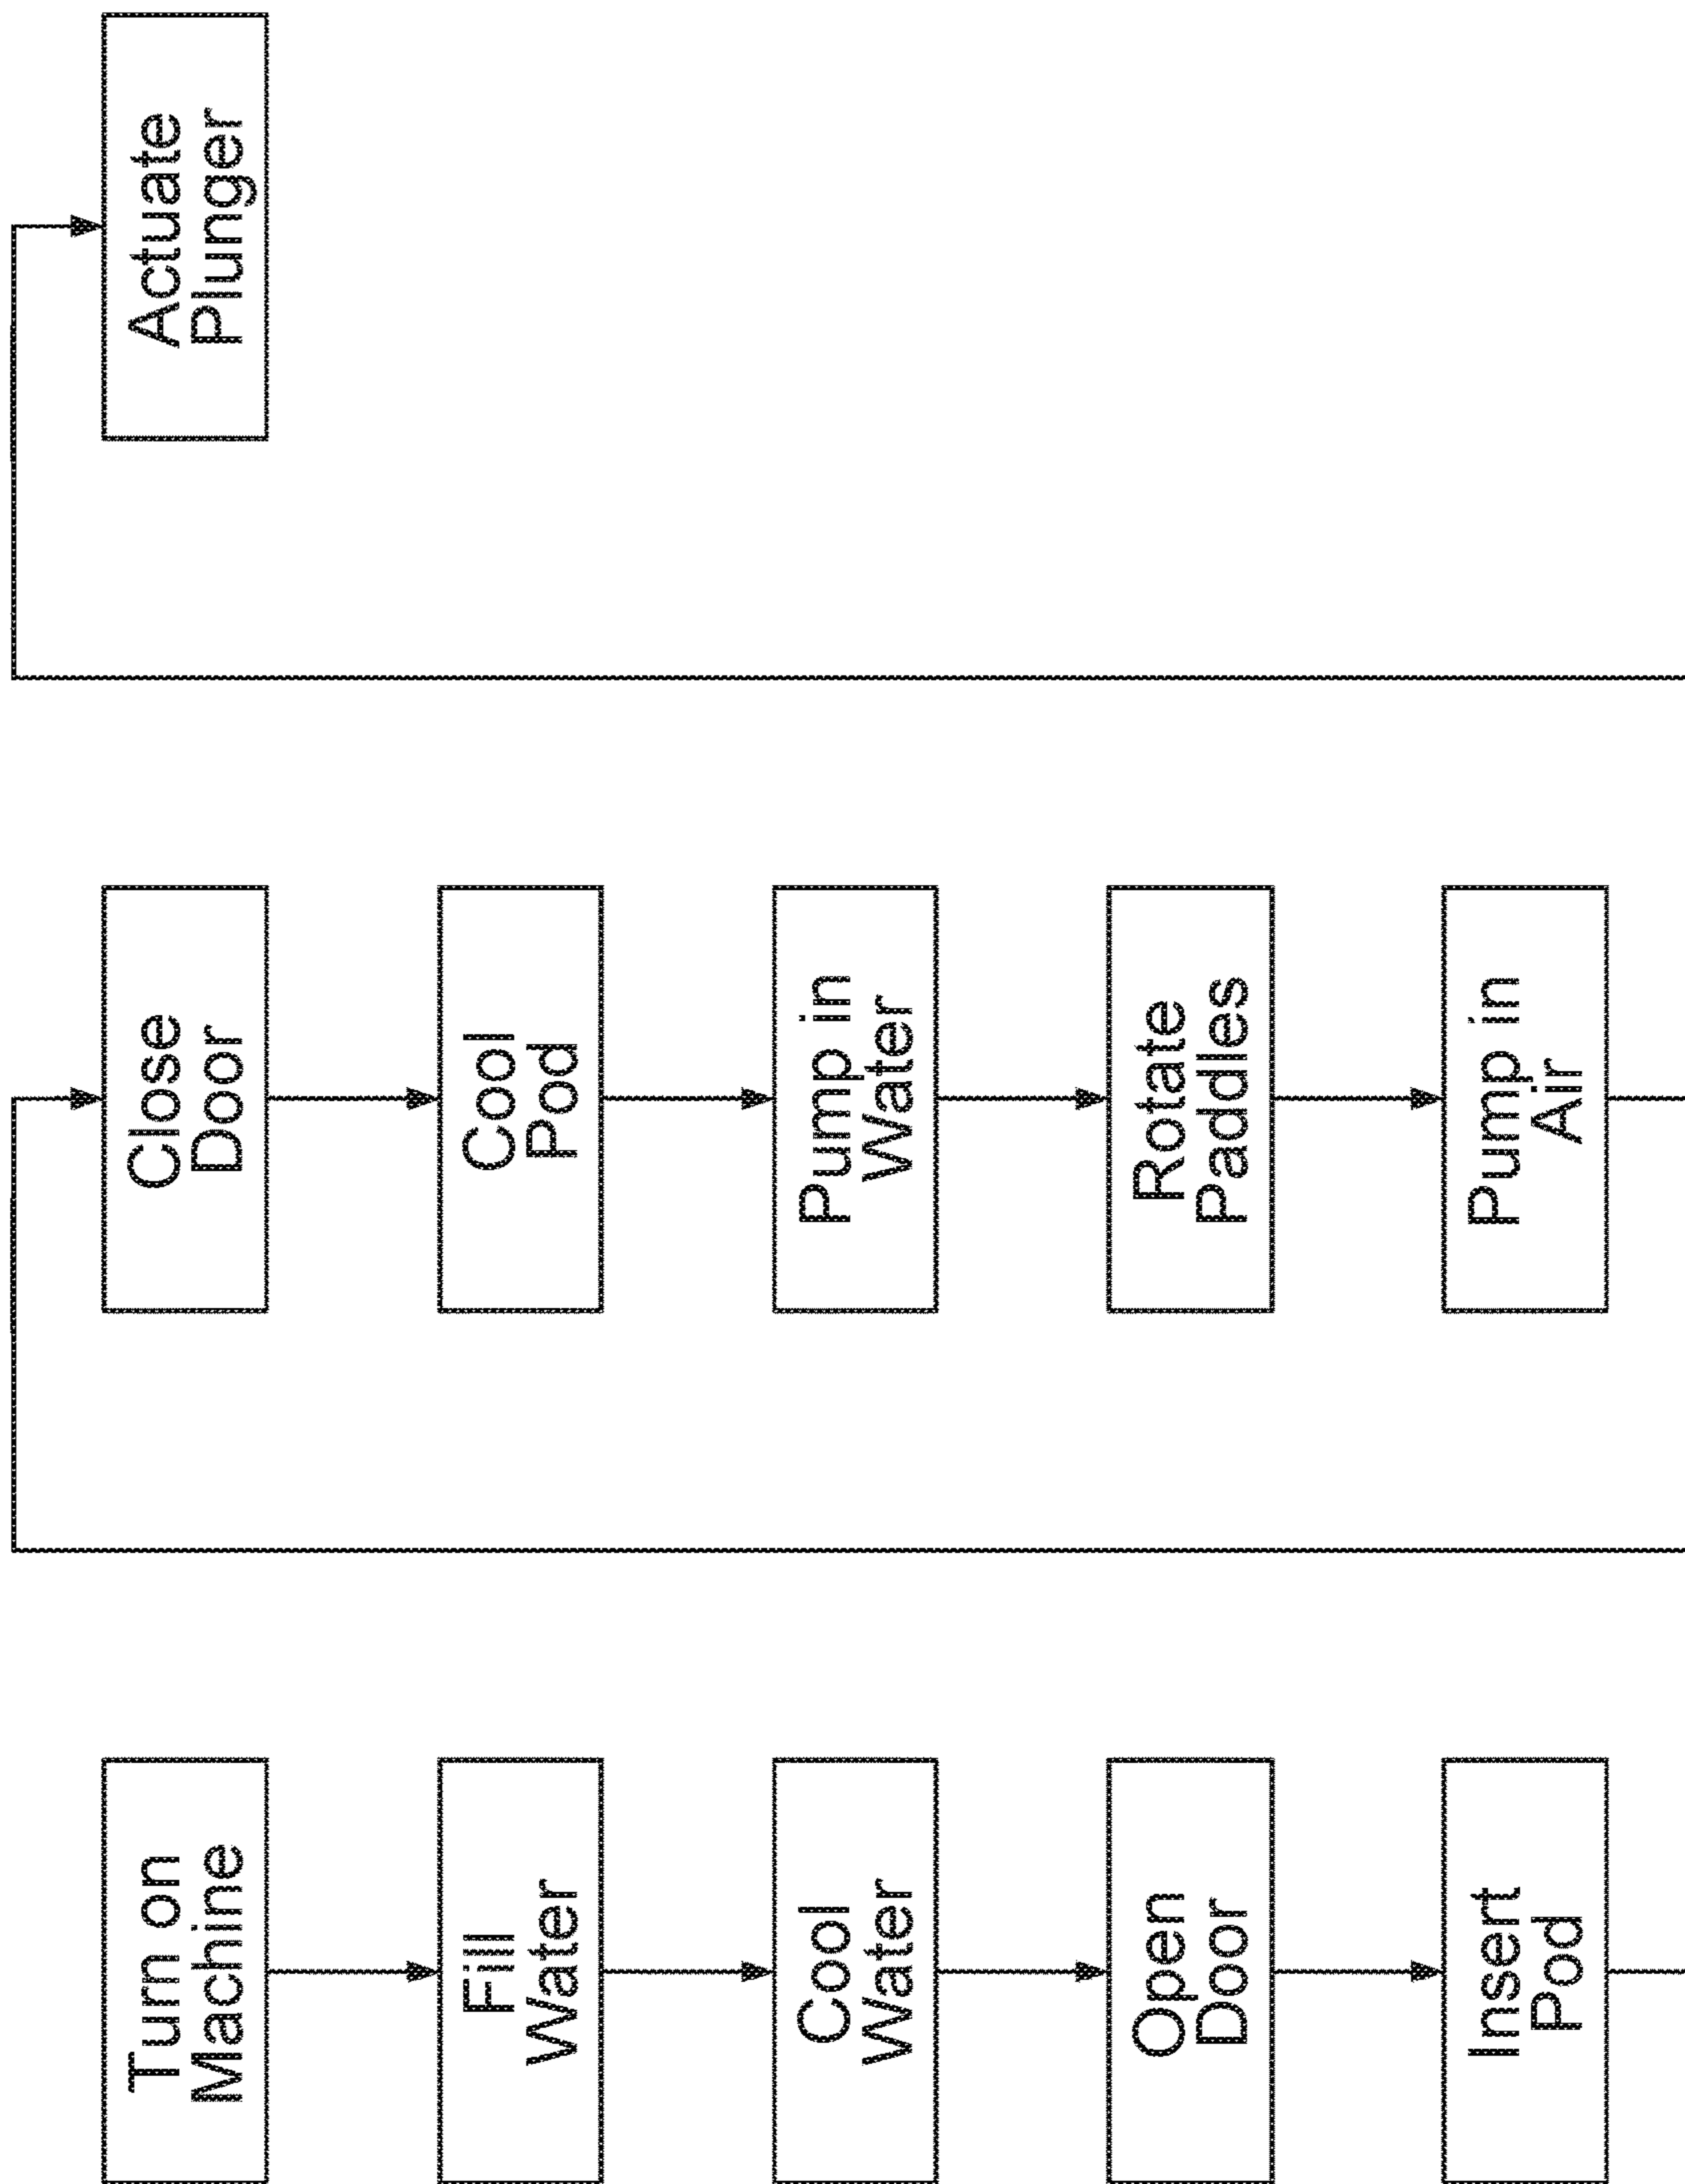 Turn on
Machine
Fill
Water
Cool
Water
Open
Door
Insert
Pod
Close
Door
Cool
Pod
Pump in
Water
Rotate
Paddles
Pump in
Air
Actuate
Plunger